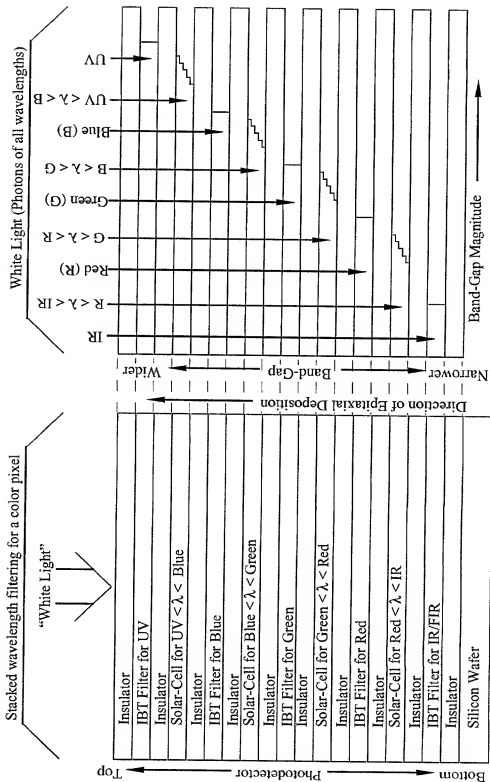 Stacked wavelength filtering for a color pixel
"White Light"
Top
Photodetector
Bottom
Insulator
IBT Filter for UV
Insulator
Solar-Cell for UV < λ < Blue
Insulator
IBT Filter for Blue
Insulator
Solar-Cell for Blue < λ < Green
Insulator
IBT Filter for Green
Insulator
Solar-Cell for Green < λ < Red
Insulator
IBT Filter for Red
Insulator
Solar-Cell for Red < λ < IR
Insulator
IBT Filter for IR/FIR
Insulator
Silicon Wafer
Direction of Epitaxial Deposition
White Light (Photons of all wavelengths)
Wider
Band-Gap
Narrower
IR
R < λ < IR
Red (R)
G < λ < R
Green (G)
B < λ < G
Blue (B)
UV < λ < B
UV
Band-Gap Magnitude